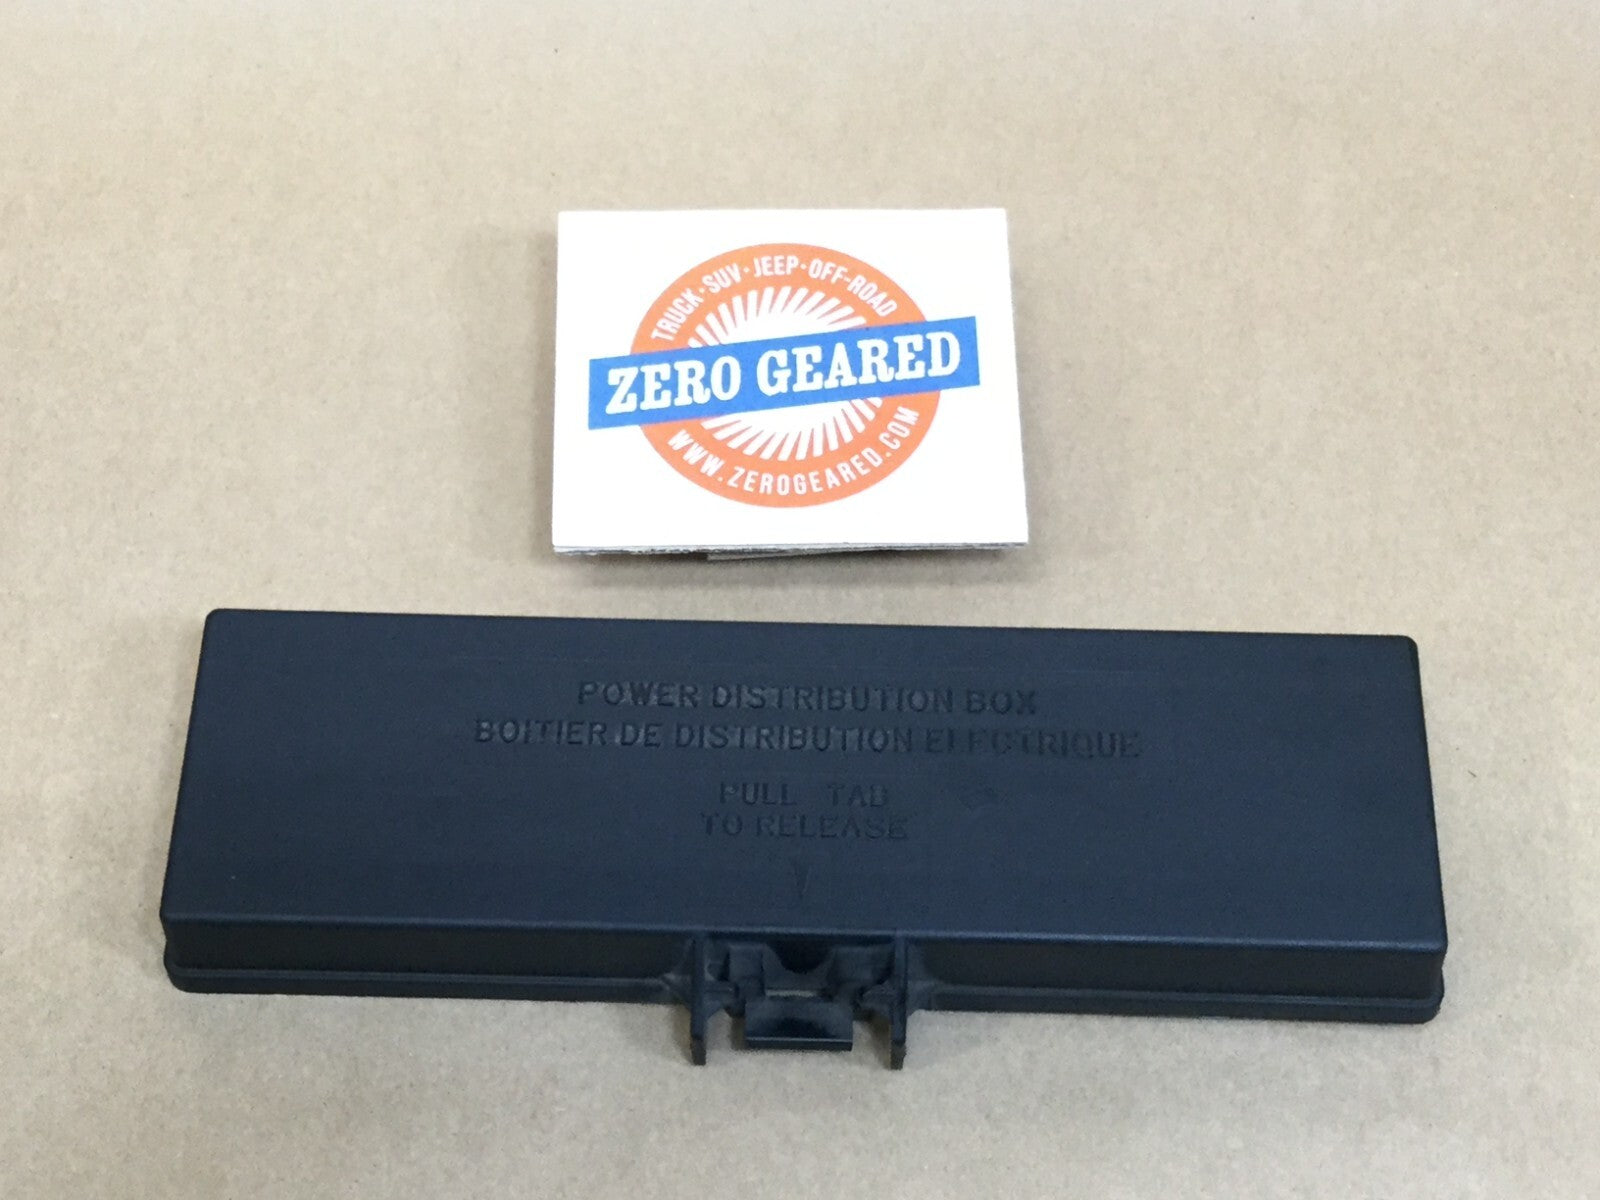 TRUCK·SUV·JEEP·OFF-ROAD
ZERO GEARED
WWW.ZEROGEARED.COM
POWER DISTRIBUTION BOX
BOITIER DE DISTRIBUTION ELECTRIQUE
PULL TAB
TO RELEASE